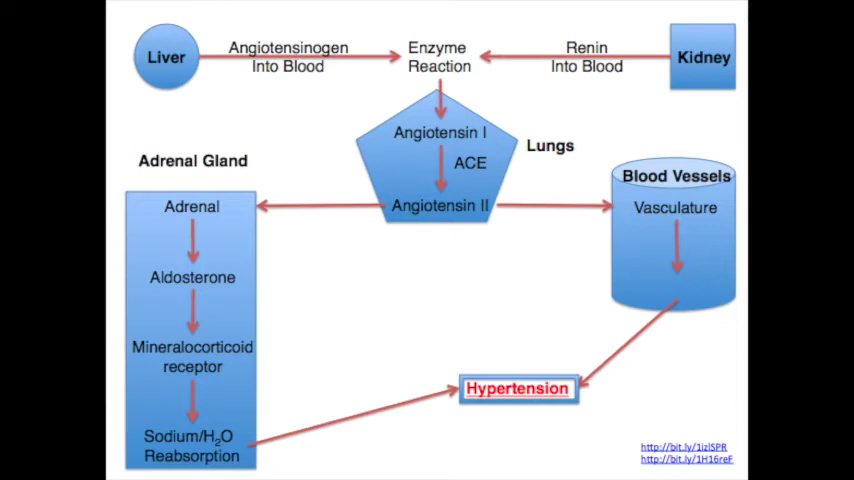 Liver
Angiotensinogen
Into Blood
Enzyme
Reaction
Renin
Into Blood
Kidney
Angiotensin I
ACE
Angiotensin II
Lungs
Adrenal Gland
Adrenal
Aldosterone
Mineralocorticoid
receptor
Sodium/H₂O
Reabsorption
Blood Vessels
Vasculature
Hypertension
http://bit.ly/1izlSPR
http://bit.ly/1H16reF